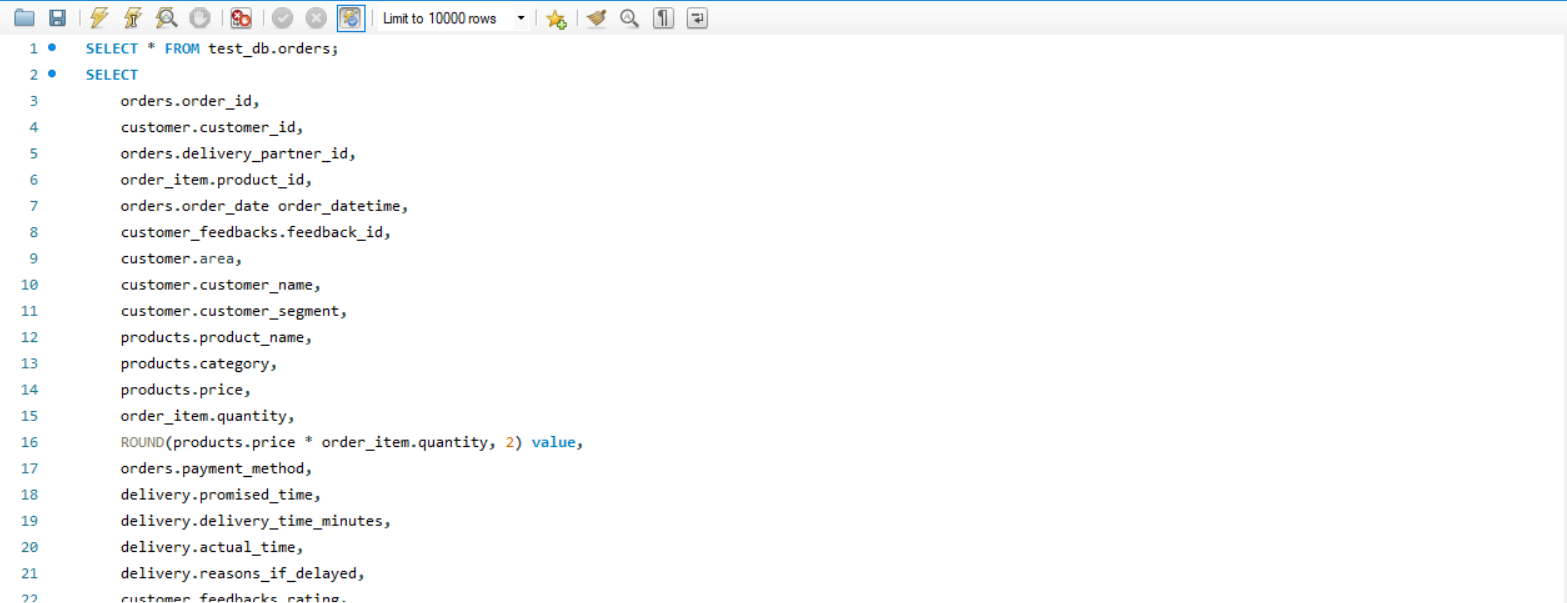 Limit to 10000 rows
1 SELECT * FROM test_db.orders;
2 SELECT
3 orders.order_id,
4 customer.customer_id,
5 orders.delivery_partner_id,
6 order_item.product_id,
7 orders.order_date order_datetime,
8 customer_feedbacks.feedback_id,
9 customer.area,
10 customer.customer_name,
11 customer.customer_segment,
12 products.product_name,
13 products.category,
14 products.price,
15 order_item.quantity,
16 ROUND(products.price * order_item.quantity, 2) value,
17 orders.payment_method,
18 delivery.promised_time,
19 delivery.delivery_time_minutes,
20 delivery.actual_time,
21 delivery.reasons_if_delayed,
22 customer_feedbacks.rating,